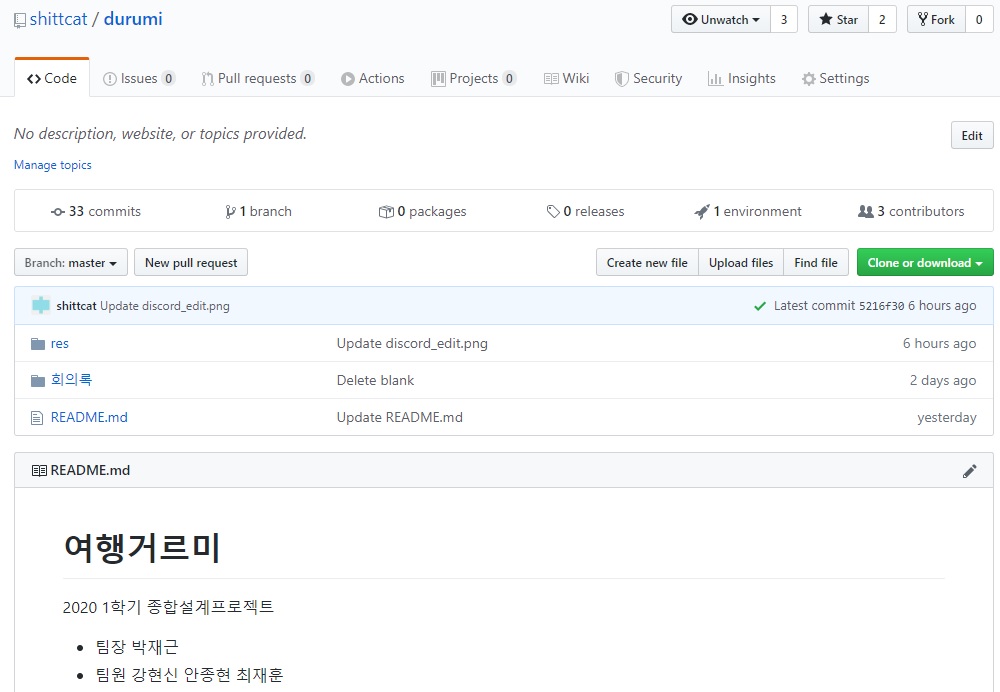 shittcat / durumi Unwatch 3 Star 2 Fork 0
Code Issues 0 Pull requests 0 Actions Projects 0 Wiki Security Insights Settings
No description, website, or topics provided. Edit
Manage topics
33 commits 1 branch 0 packages 0 releases 1 environment 3 contributors
Branch: master New pull request Create new file Upload files Find file Clone or download
shittcat Update discord_edit.png Latest commit 5216f30 6 hours ago
res Update discord_edit.png 6 hours ago
회의록 Delete blank 2 days ago
README.md Update README.md yesterday
README.md
여행거르미
2020 1학기 종합설계프로젝트
팀장 박재근
팀원 강현신 안종현 최재훈